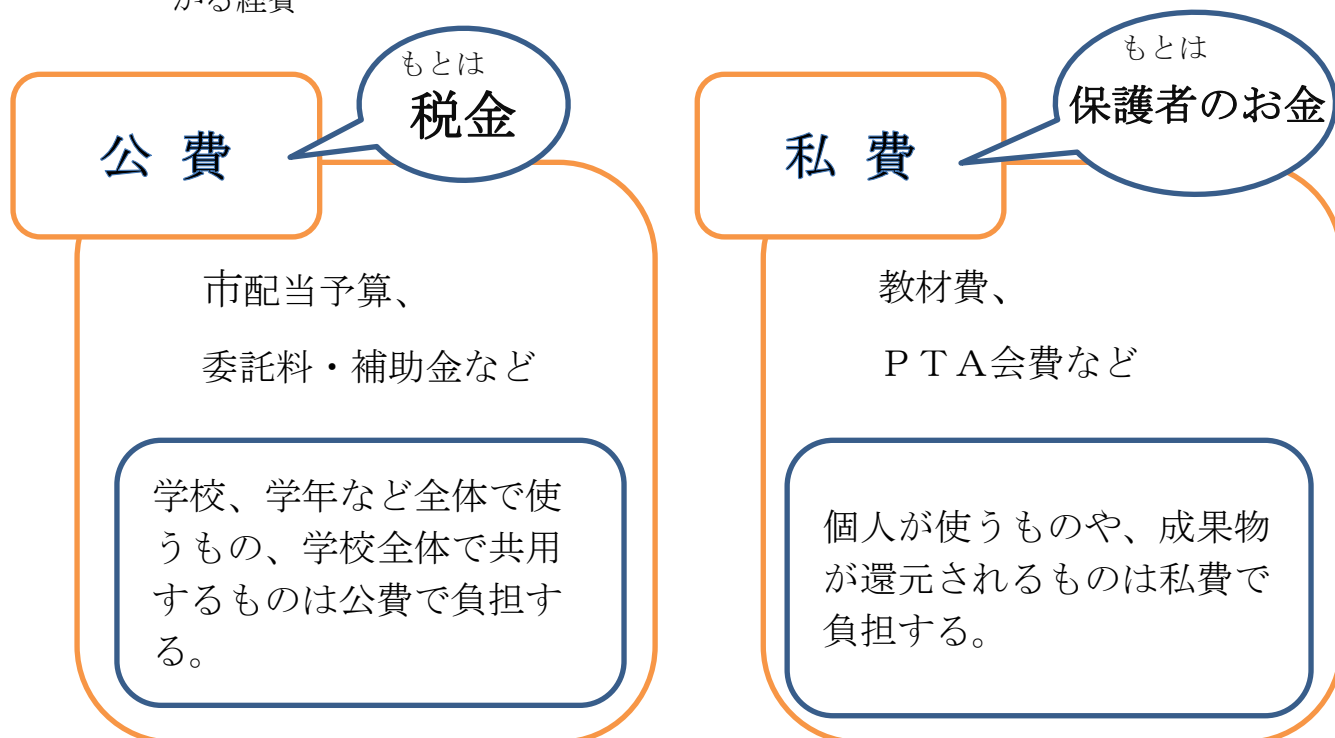 かる経費
もとは
税金
公 費
市配当予算、
委託料・補助金など
学校、学年など全体で使
うもの、学校全体で共用
するものは公費で負担す
る。
もとは
保護者のお金
私 費
教材費、
ＰＴＡ会費など
個人が使うものや、成果物
が還元されるものは私費で
負担する。